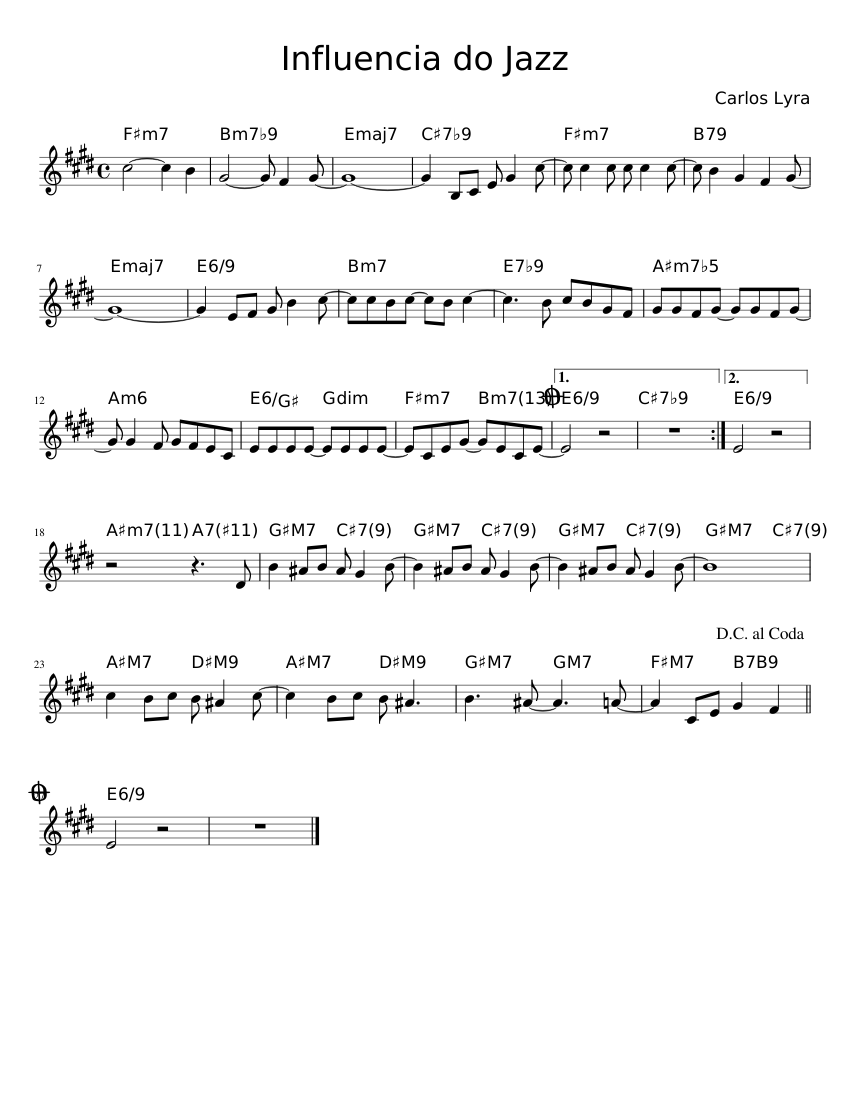 Influencia do Jazz
Carlos Lyra
F♯m7 Bm7♭9 Emaj7 C♯7♭9 F♯m7 B79
7
Emaj7 E6/9 Bm7 E7♭9 A♯m7♭5
12
Am6 E6/G♯ Gdim F♯m7 Bm7(13) 1. E6/9 C♯7♭9 2. E6/9
18
A♯m7(11) A7(♯11) G♯M7 C♯7(9) G♯M7 C♯7(9) G♯M7 C♯7(9) G♯M7 C♯7(9)
D.C. al Coda
23
A♯M7 D♯M9 A♯M7 D♯M9 G♯M7 GM7 F♯M7 B7B9
E6/9